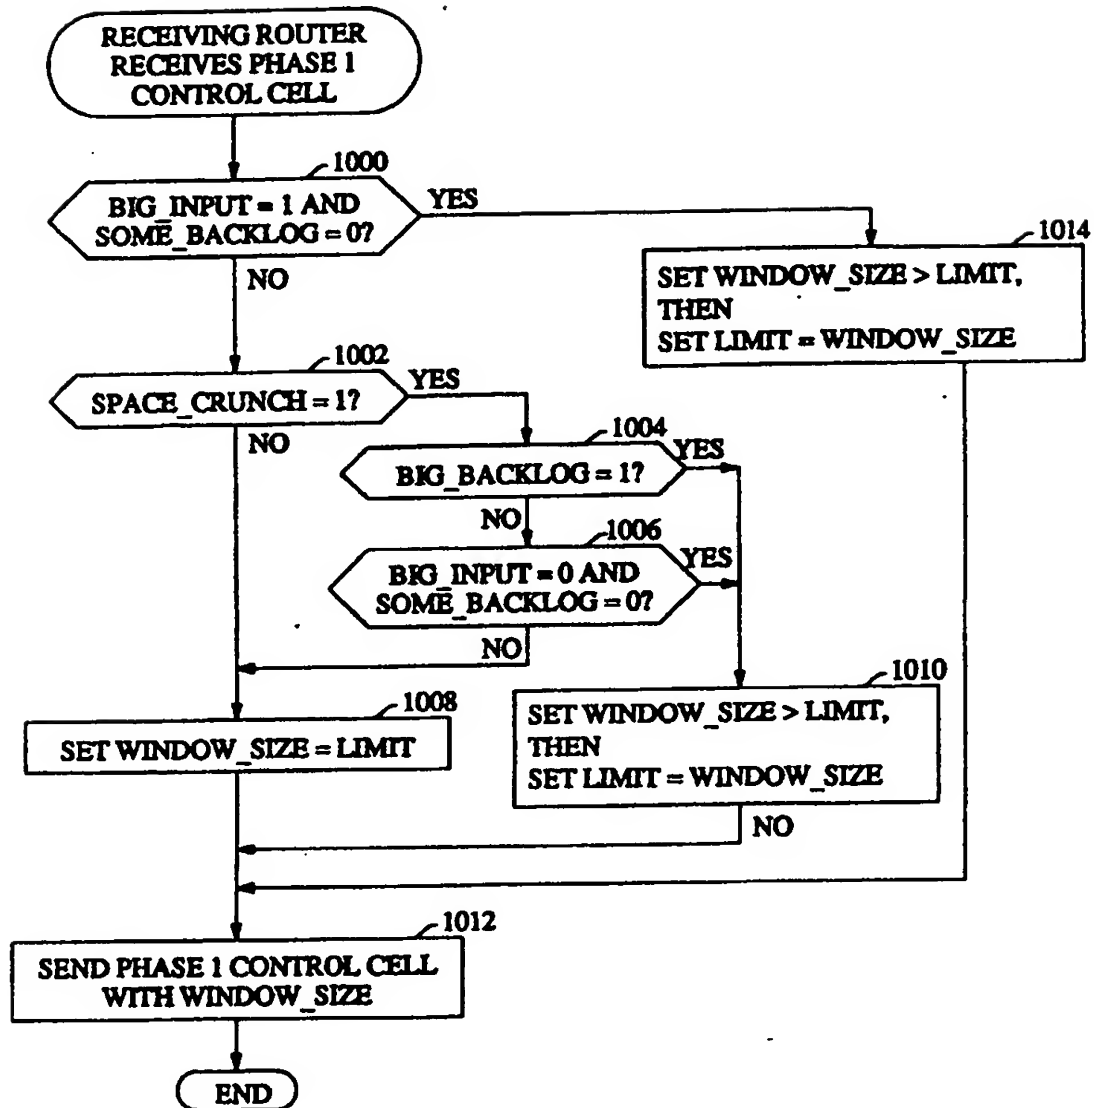 RECEIVING ROUTER
RECEIVES PHASE 1
CONTROL CELL
1000
BIG_INPUT = 1 AND
SOME_BACKLOG = 0?
YES
NO
1014
SET WINDOW_SIZE > LIMIT,
THEN
SET LIMIT = WINDOW_SIZE
1002
SPACE_CRUNCH = 1?
YES
NO
1004
BIG_BACKLOG = 1?
YES
NO
1006
BIG_INPUT = 0 AND
SOME_BACKLOG = 0?
YES
NO
1008
SET WINDOW_SIZE = LIMIT
1010
SET WINDOW_SIZE > LIMIT,
THEN
SET LIMIT = WINDOW_SIZE
NO
1012
SEND PHASE 1 CONTROL CELL
WITH WINDOW_SIZE
END